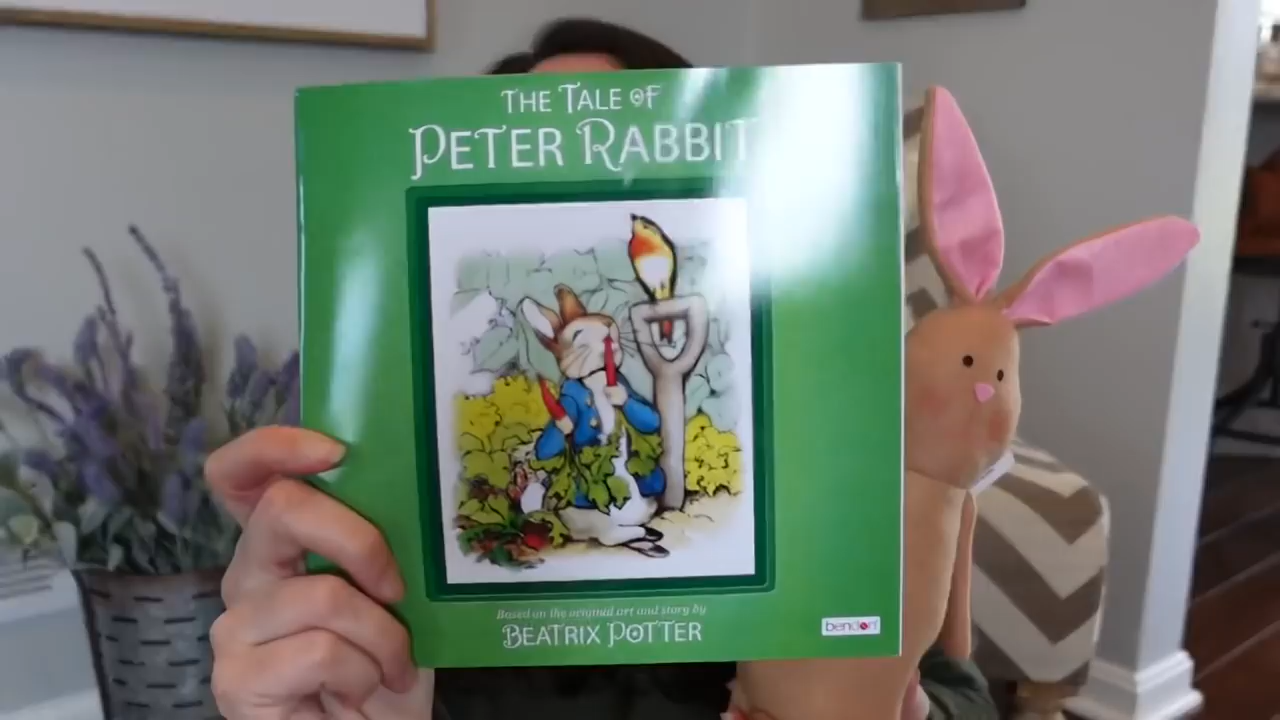 THE TALE OF
PETER RABBIT
Based on the original art and story by
BEATRIX POTTER
bendon